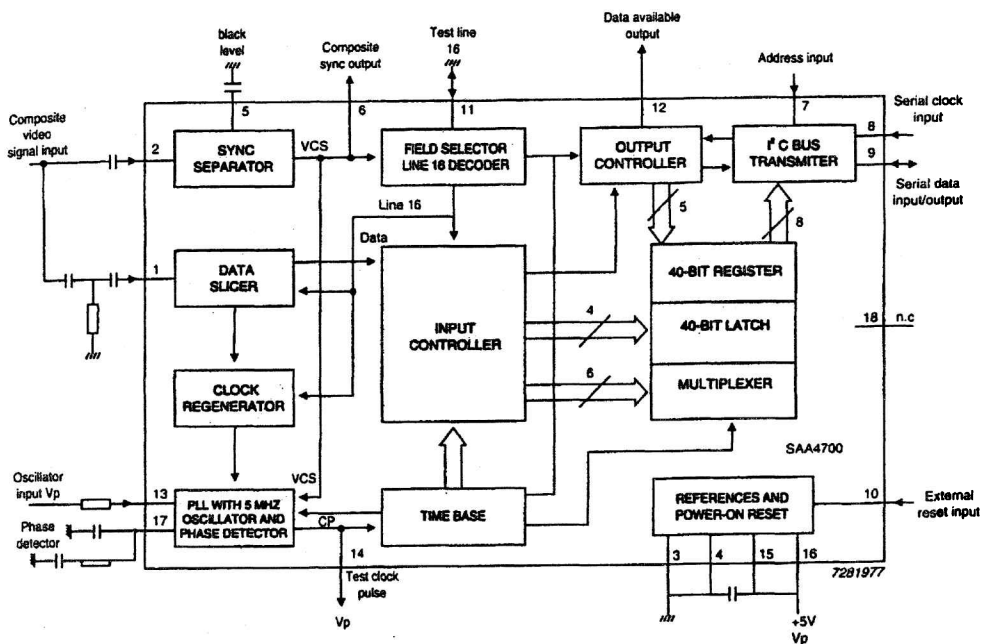 black
level
Composite
sync output
Test line
16
Data available
output
Address input
5
6
11
12
7
Serial clock
input
8
9
Serial data
input/output
Composite
video
signal input
2
SYNC
SEPARATOR
VCS
FIELD SELECTOR
LINE 16 DECODER
OUTPUT
CONTROLLER
I² C BUS
TRANSMITER
Line 16
5
8
Data
1
DATA
SLICER
INPUT
CONTROLLER
4
6
40-BIT REGISTER
40-BIT LATCH
MULTIPLEXER
18
n.c
CLOCK
REGENERATOR
SAA4700
Oscillator
input Vp
13
17
VCS
PLL WITH 5 MHZ
OSCILLATOR AND
PHASE DETECTOR
CP
TIME BASE
REFERENCES AND
POWER-ON RESET
10
External
reset input
Phase
detector
14
Test clock
pulse
Vp
3
4
15
16
7281977
+5V
Vp